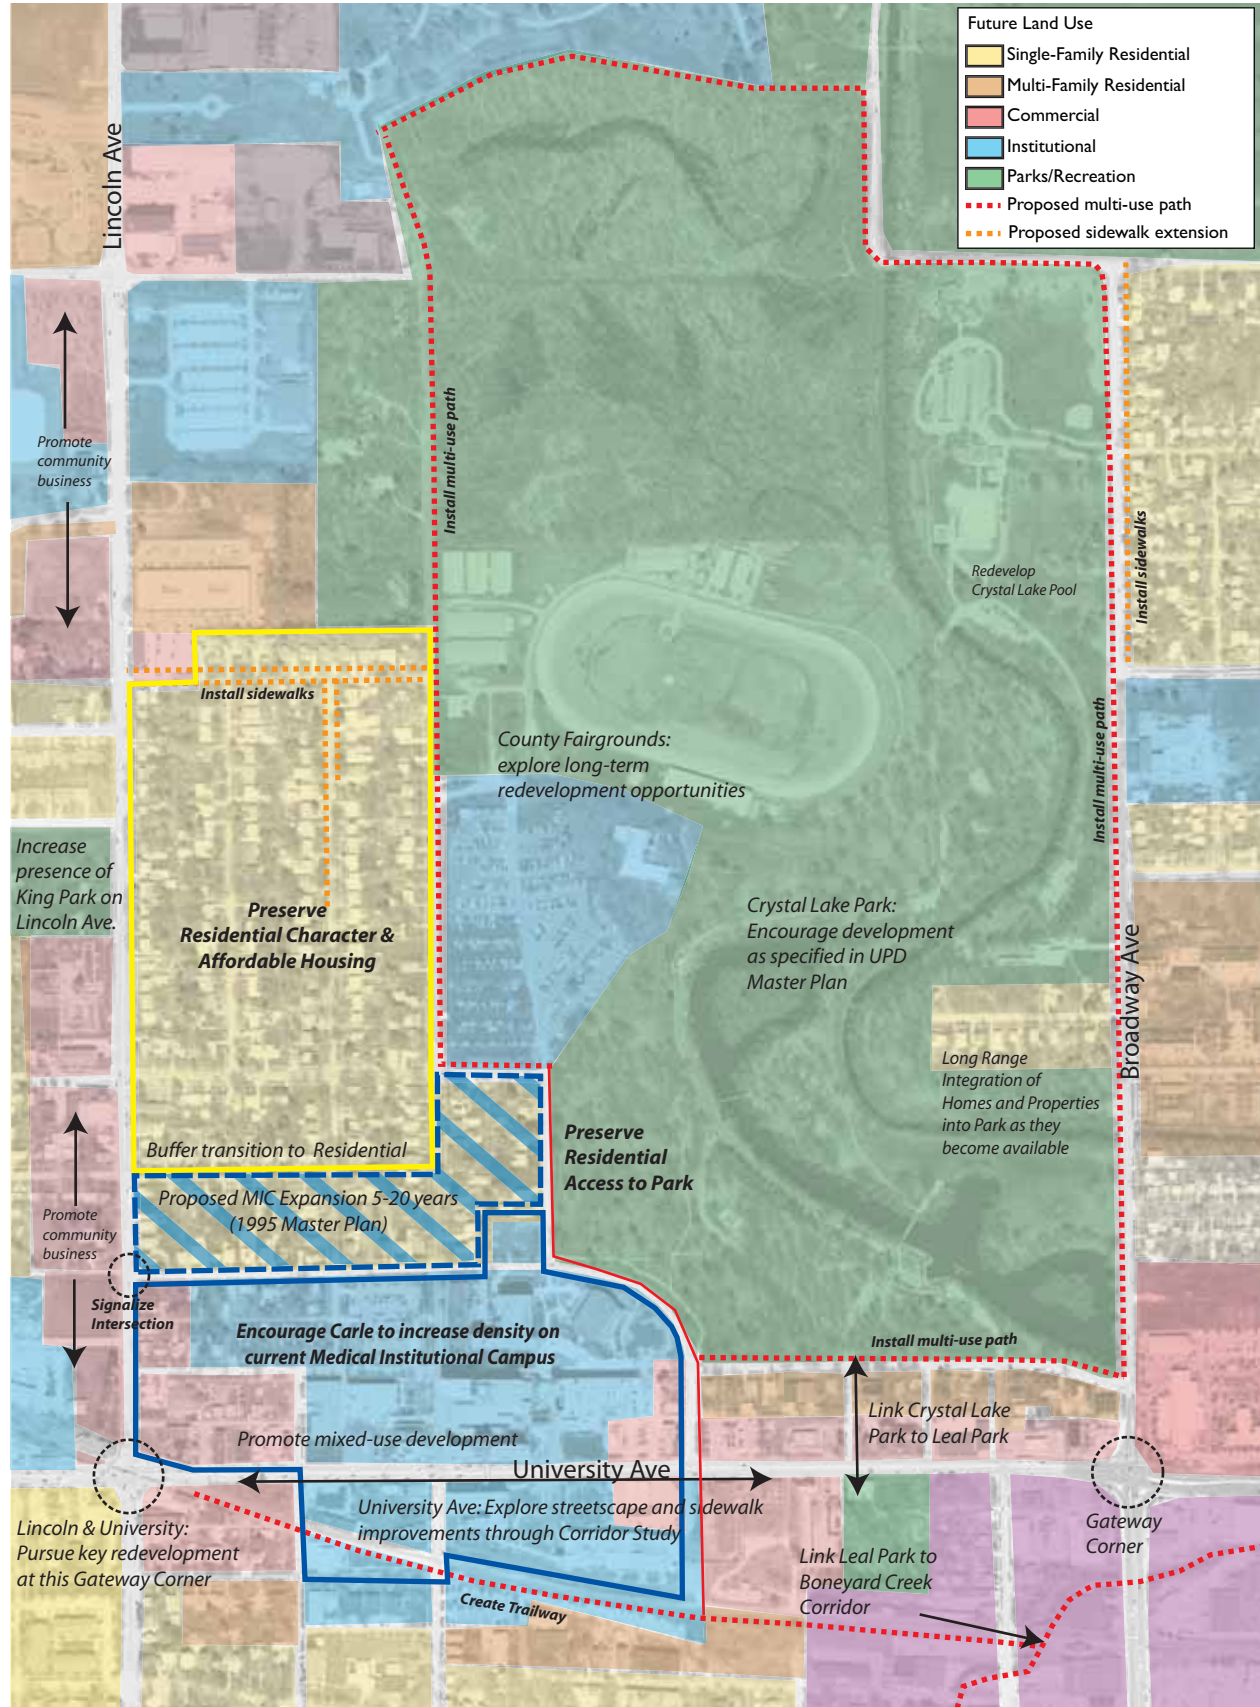 Future Land Use
Single-Family Residential
Multi-Family Residential
Commercial
Institutional
Parks/Recreation
Proposed multi-use path
Proposed sidewalk extension
Lincoln Ave
Promote
community
business
Install multi-use path
Install sidewalks
Redevelop
Crystal Lake Pool
Install sidewalks
Install multi-use path
County Fairgrounds:
explore long-term
redevelopment opportunities
Increase
presence of
King Park on
Lincoln Ave.
Preserve
Residential Character &
Affordable Housing
Crystal Lake Park:
Encourage development
as specified in UPD
Master Plan
Broadway Ave
Long Range
Integration of
Homes and Properties
into Park as they
become available
Preserve
Residential
Access to Park
Buffer transition to Residential
Proposed MIC Expansion 5-20 years
(1995 Master Plan)
Promote
community
business
Signalize
Intersection
Encourage Carle to increase density on
current Medical Institutional Campus
Install multi-use path
Link Crystal Lake
Park to Leal Park
Promote mixed-use development
University Ave
University Ave: Explore streetscape and sidewalk
improvements through Corridor Study
Lincoln & University:
Pursue key redevelopment
at this Gateway Corner
Gateway
Corner
Link Leal Park to
Boneyard Creek
Corridor
Create Trailway